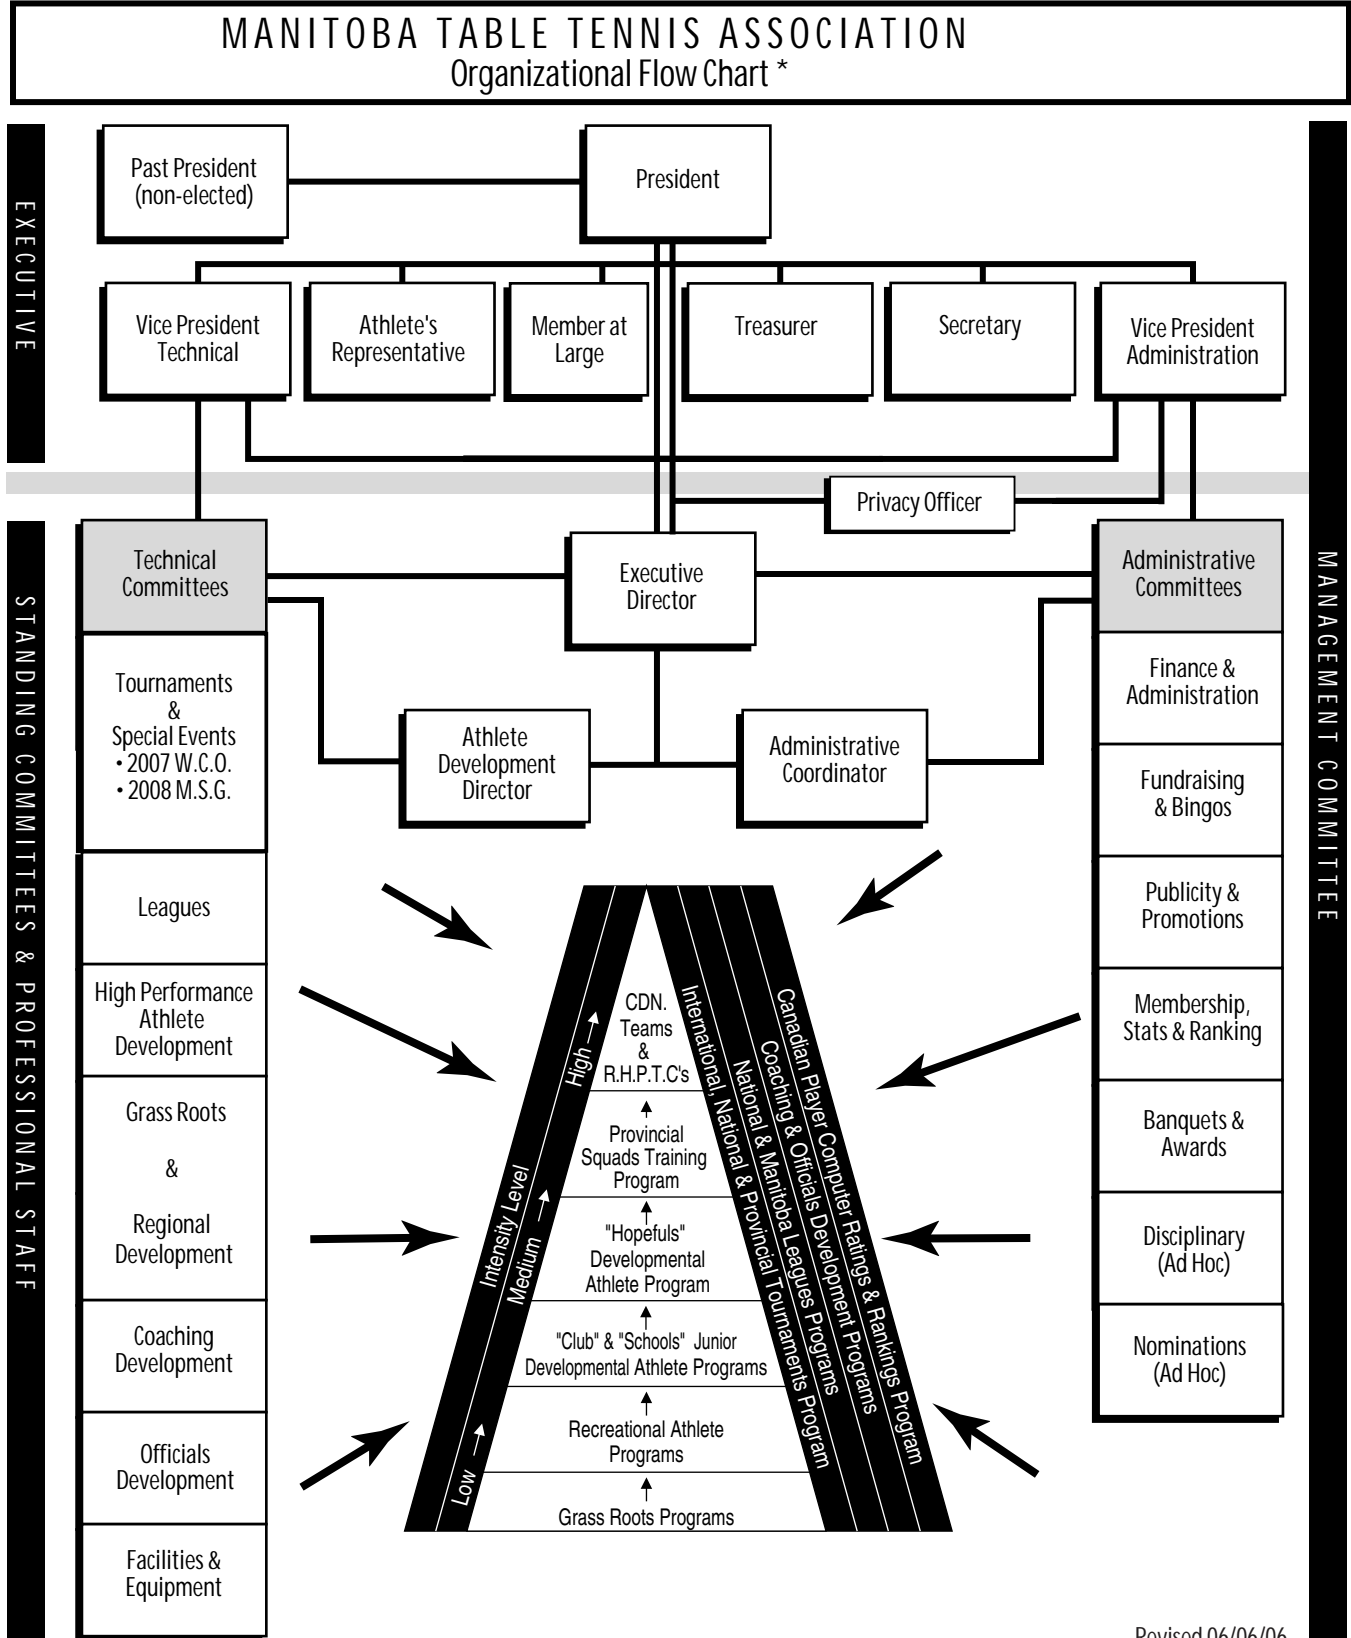 MANITOBA TABLE TENNIS ASSOCIATION
Organizational Flow Chart *
EXECUTIVE
Past President
(non-elected)
President
Vice President
Technical
Athlete's
Representative
Member at
Large
Treasurer
Secretary
Vice President
Administration
Privacy Officer
MANAGEMENT COMMITTEE
STANDING COMMITTEES & PROFESSIONAL STAFF
Technical
Committees
Executive
Director
Administrative
Committees
Tournaments
&
Special Events
• 2007 W.C.O.
• 2008 M.S.G.
Leagues
High Performance
Athlete
Development
Grass Roots
&
Regional
Development
Coaching
Development
Officials
Development
Facilities &
Equipment
Athlete
Development
Director
Administrative
Coordinator
Finance &
Administration
Fundraising
& Bingos
Publicity &
Promotions
Membership,
Stats & Ranking
Banquets &
Awards
Disciplinary
(Ad Hoc)
Nominations
(Ad Hoc)
Intensity Level
Low → Medium → High →
CDN.
Teams
&
R.H.P.T.C's
Provincial
Squads Training
Program
"Hopefuls"
Developmental
Athlete Program
"Club" & "Schools" Junior
Developmental Athlete Programs
Recreational Athlete
Programs
Grass Roots Programs
International, National & Provincial Tournaments Program
National & Manitoba Leagues Programs
Coaching & Officials Development Programs
Canadian Player Computer Ratings & Rankings Program
Revised 06/06/06